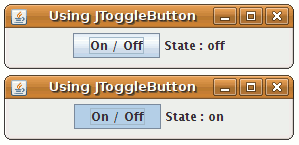 Using JToggleButton
On / Off State : off
Using JToggleButton
On / Off State : on